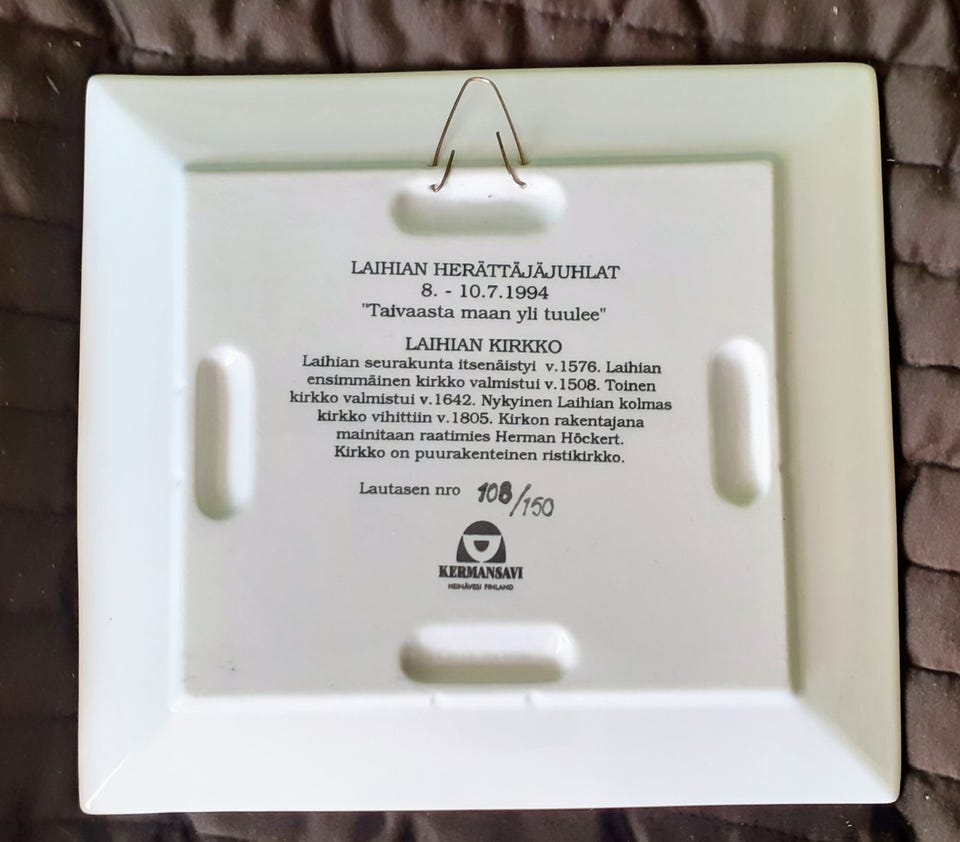 LAIHIAN HERÄTTÄJÄJUHLAT
8. - 10.7.1994
"Taivaasta maan yli tuulee"
LAIHIAN KIRKKO
Laihian seurakunta itsenäistyi v.1576. Laihian
ensimmäinen kirkko valmistui v.1508. Toinen
kirkko valmistui v.1642. Nykyinen Laihian kolmas
kirkko vihittiin v.1805. Kirkon rakentajana
mainitaan raatimies Herman Höckert.
Kirkko on puurakenteinen ristikirkko.
Lautasen nro 108/150
KERMANSAVI
HEINÄVESI FINLAND